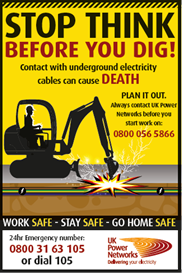 STOP THINK
BEFORE YOU DIG!
Contact with underground electricity
cables can cause DEATH
PLAN IT OUT.
Always contact UK Power
Networks before you
start work on:
0800 056 5866
WORK SAFE - STAY SAFE - GO HOME SAFE
24hr Emergency number:
0800 31 63 105
or dial 105
UK
Power
Networks
Delivering your electricity